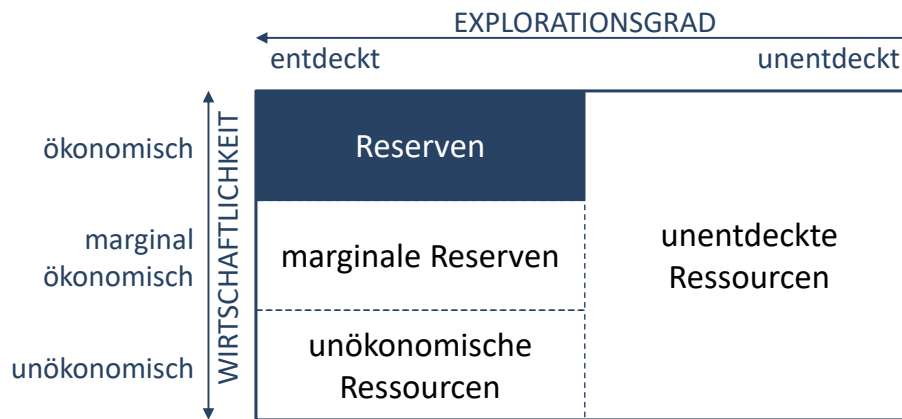 EXPLORATIONSGRAD
entdeckt
unentdeckt
WIRTSCHAFTLICHKEIT
ökonomisch
Reserven
marginal
ökonomisch
marginale Reserven
unentdeckte
Ressourcen
unökonomisch
unökonomische
Ressourcen